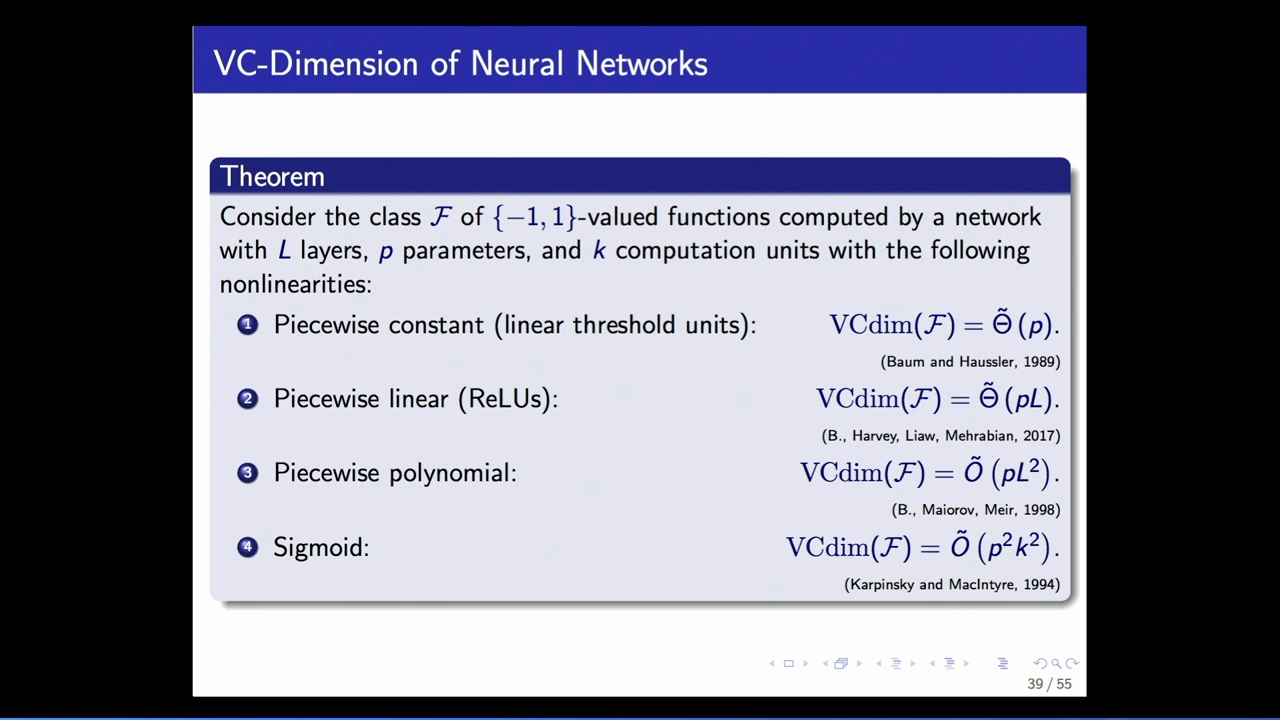 VC-Dimension of Neural Networks
Theorem
Consider the class ℱ of {−1, 1}-valued functions computed by a network
with L layers, p parameters, and k computation units with the following
nonlinearities:
1 Piecewise constant (linear threshold units): VCdim(ℱ) = Θ̃ (p).
(Baum and Haussler, 1989)
2 Piecewise linear (ReLUs): VCdim(ℱ) = Θ̃ (pL).
(B., Harvey, Liaw, Mehrabian, 2017)
3 Piecewise polynomial: VCdim(ℱ) = Õ (pL²).
(B., Maiorov, Meir, 1998)
4 Sigmoid: VCdim(ℱ) = Õ (p²k²).
(Karpinsky and MacIntyre, 1994)
39 / 55